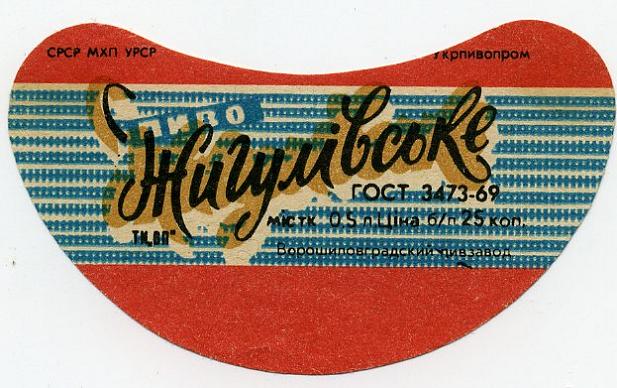 СРСР МХП УРСР
Укрпивопром
пиво
Жигулівське
ГОСТ 3473-69
містк. 0,5 л. Ціна б/п 25 коп.
Ворошиловградский пивзавод